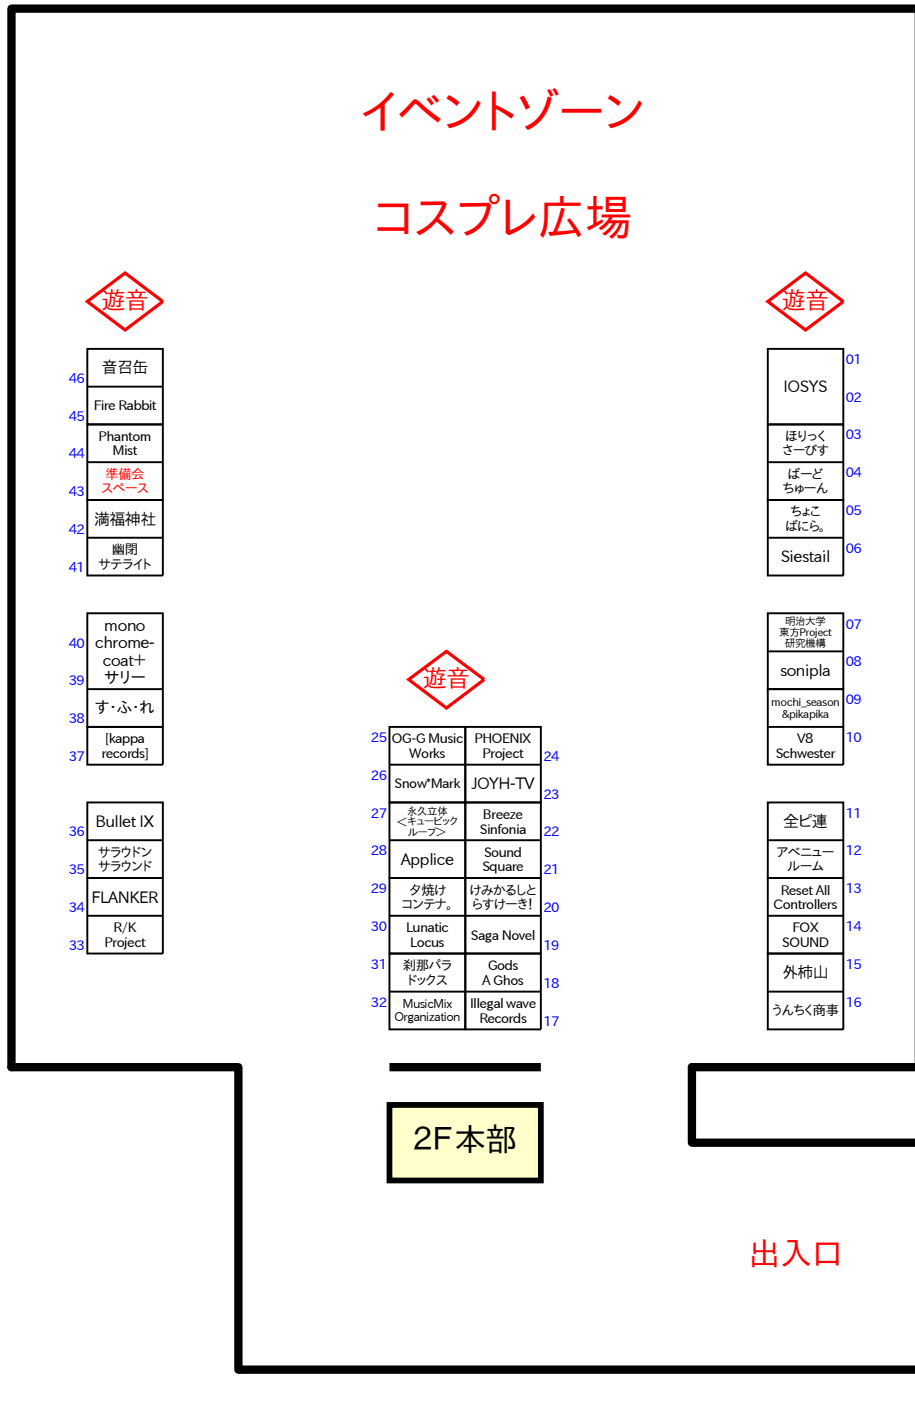 イベントゾーン
コスプレ広場
遊音
46
音召缶
45
Fire Rabbit
44
Phantom
Mist
43
準備会
スペース
42
満福神社
41
幽閉
サテライト
40
39
mono
chrome-
coat＋
サリー
38
す・ふ・れ
37
[kappa
records]
36
Bullet IX
35
サラウドン
サラウンド
34
FLANKER
33
R/K
Project
遊音
25
OG-G Music
Works
PHOENIX
Project
24
26
Snow*Mark
JOYH-TV
23
27
永久立体
＜キュービック
ループ＞
Breeze
Sinfonia
22
28
Applice
Sound
Square
21
29
夕焼け
コンテナ。
けみかるしと
らすけーき!
20
30
Lunatic
Locus
Saga Novel
19
31
刹那パラ
ドックス
Gods
A Ghos
18
32
MusicMix
Organization
Illegal wave
Records
17
遊音
01
02
IOSYS
ほりっく
さーびす
03
ばーど
ちゅーん
04
ちょこ
ばにら。
05
Siestail
06
明治大学
東方Project
研究機構
07
sonipla
08
mochi_season
&pikapika
09
V8
Schwester
10
全ピ連
11
アベニュー
ルーム
12
Reset All
Controllers
13
FOX
SOUND
14
外柿山
15
うんちく商事
16
2F本部
出入口